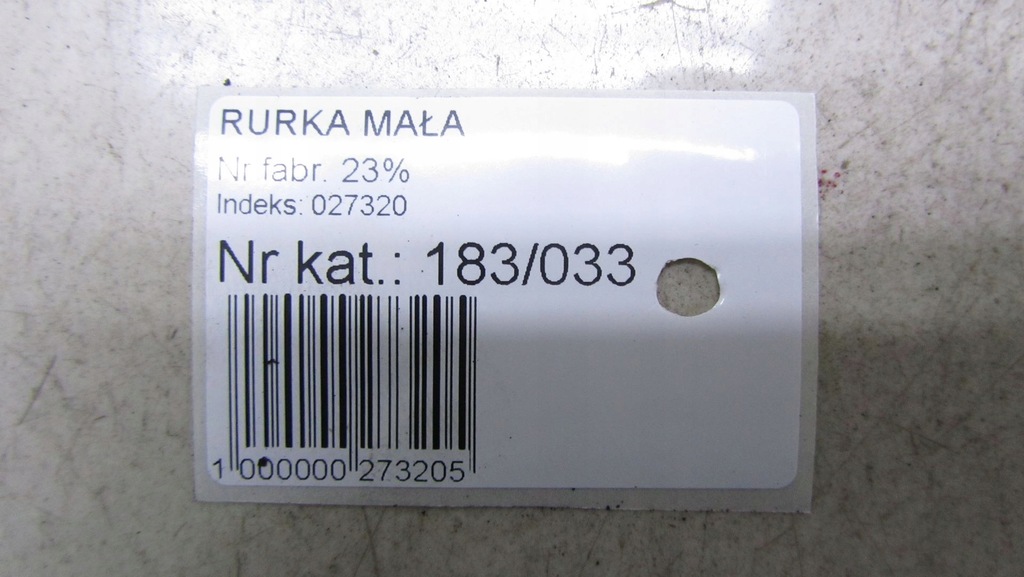 RURKA MAŁA
Nr fabr. 23%
Indeks: 027320
Nr kat.: 183/033
1 000000 273205